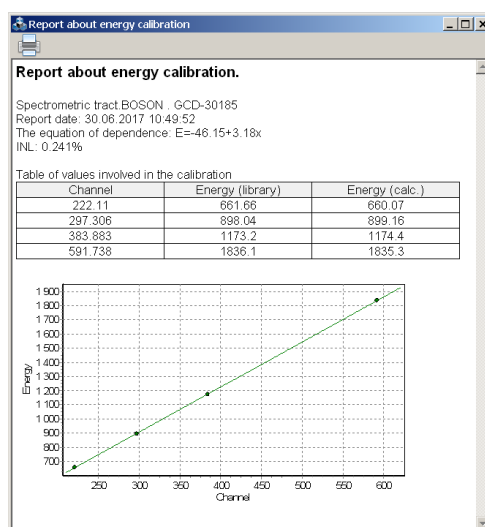 Report about energy calibration
Report about energy calibration.
Spectrometric tract.BOSON . GCD-30185
Report date: 30.06.2017 10:49:52
The equation of dependence: E=-46.15+3.18x
INL: 0.241%
Table of values involved in the calibration
Channel Energy (library) Energy (calc.)
222.11 661.66 660.07
297.306 898.04 899.16
383.883 1173.2 1174.4
591.738 1836.1 1835.3
1 900
1 800
1 700
1 600
1 500
1 400
1 300
1 200
1 100
1 000
900
800
700
Energy
250 300 350 400 450 500 550 600
Channel